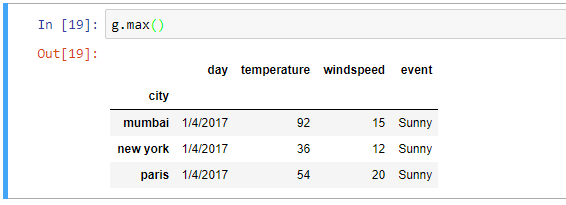 In [19]: g.max()
Out[19]:
day temperature windspeed event
city
mumbai 1/4/2017 92 15 Sunny
new york 1/4/2017 36 12 Sunny
paris 1/4/2017 54 20 Sunny